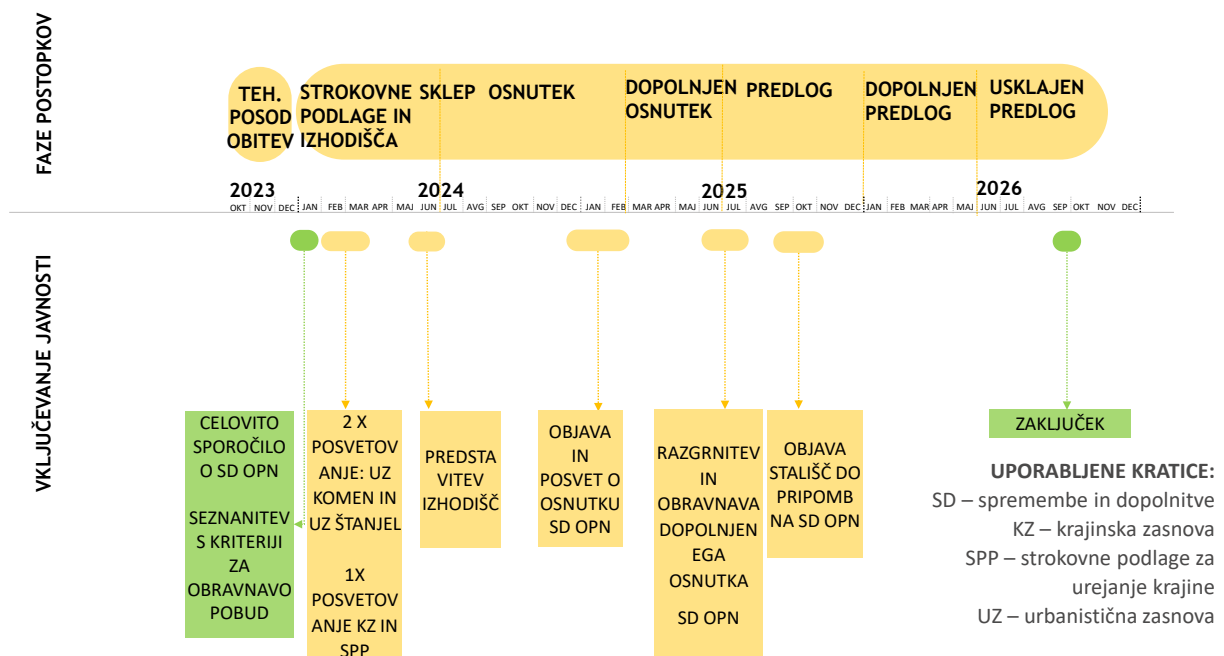 FAZE POSTOPKOV
TEH.
POSOD
OBITEV
STROKOVNE
PODLAGE IN
IZHODIŠČA
SKLEP
OSNUTEK
DOPOLNJEN
OSNUTEK
PREDLOG
DOPOLNJEN
PREDLOG
USKLAJEN
PREDLOG
2023
2024
2025
2026
OKT NOV DEC JAN FEB MAR APR MAJ JUN JUL AVG SEP OKT NOV DEC JAN FEB MAR APR MAJ JUN JUL AVG SEP OKT NOV DEC JAN FEB MAR APR MAJ JUN JUL AVG SEP OKT NOV DEC
VKLJUČEVANJE JAVNOSTI
CELOVITO
SPOROČILO
O SD OPN
SEZNANITEV
S KRITERIJI
ZA
OBRAVNAVO
POBUD
2 X
POSVETOV
ANJE: UZ
KOMEN IN
UZ ŠTANJEL
1X
POSVETOV
ANJE KZ IN
SPP
PREDSTA
VITEV
IZHODIŠČ
OBJAVA
IN
POSVET O
OSNUTKU
SD OPN
RAZGRNITEV
IN
OBRAVNAVA
DOPOLNJEN
EGA
OSNUTKA
SD OPN
OBJAVA
STALIŠČ DO
PRIPOMB
NA SD OPN
ZAKLJUČEK
UPORABLJENE KRATICE:
SD – spremembe in dopolnitve
KZ – krajinska zasnova
SPP – strokovne podlage za
urejanje krajine
UZ – urbanistična zasnova